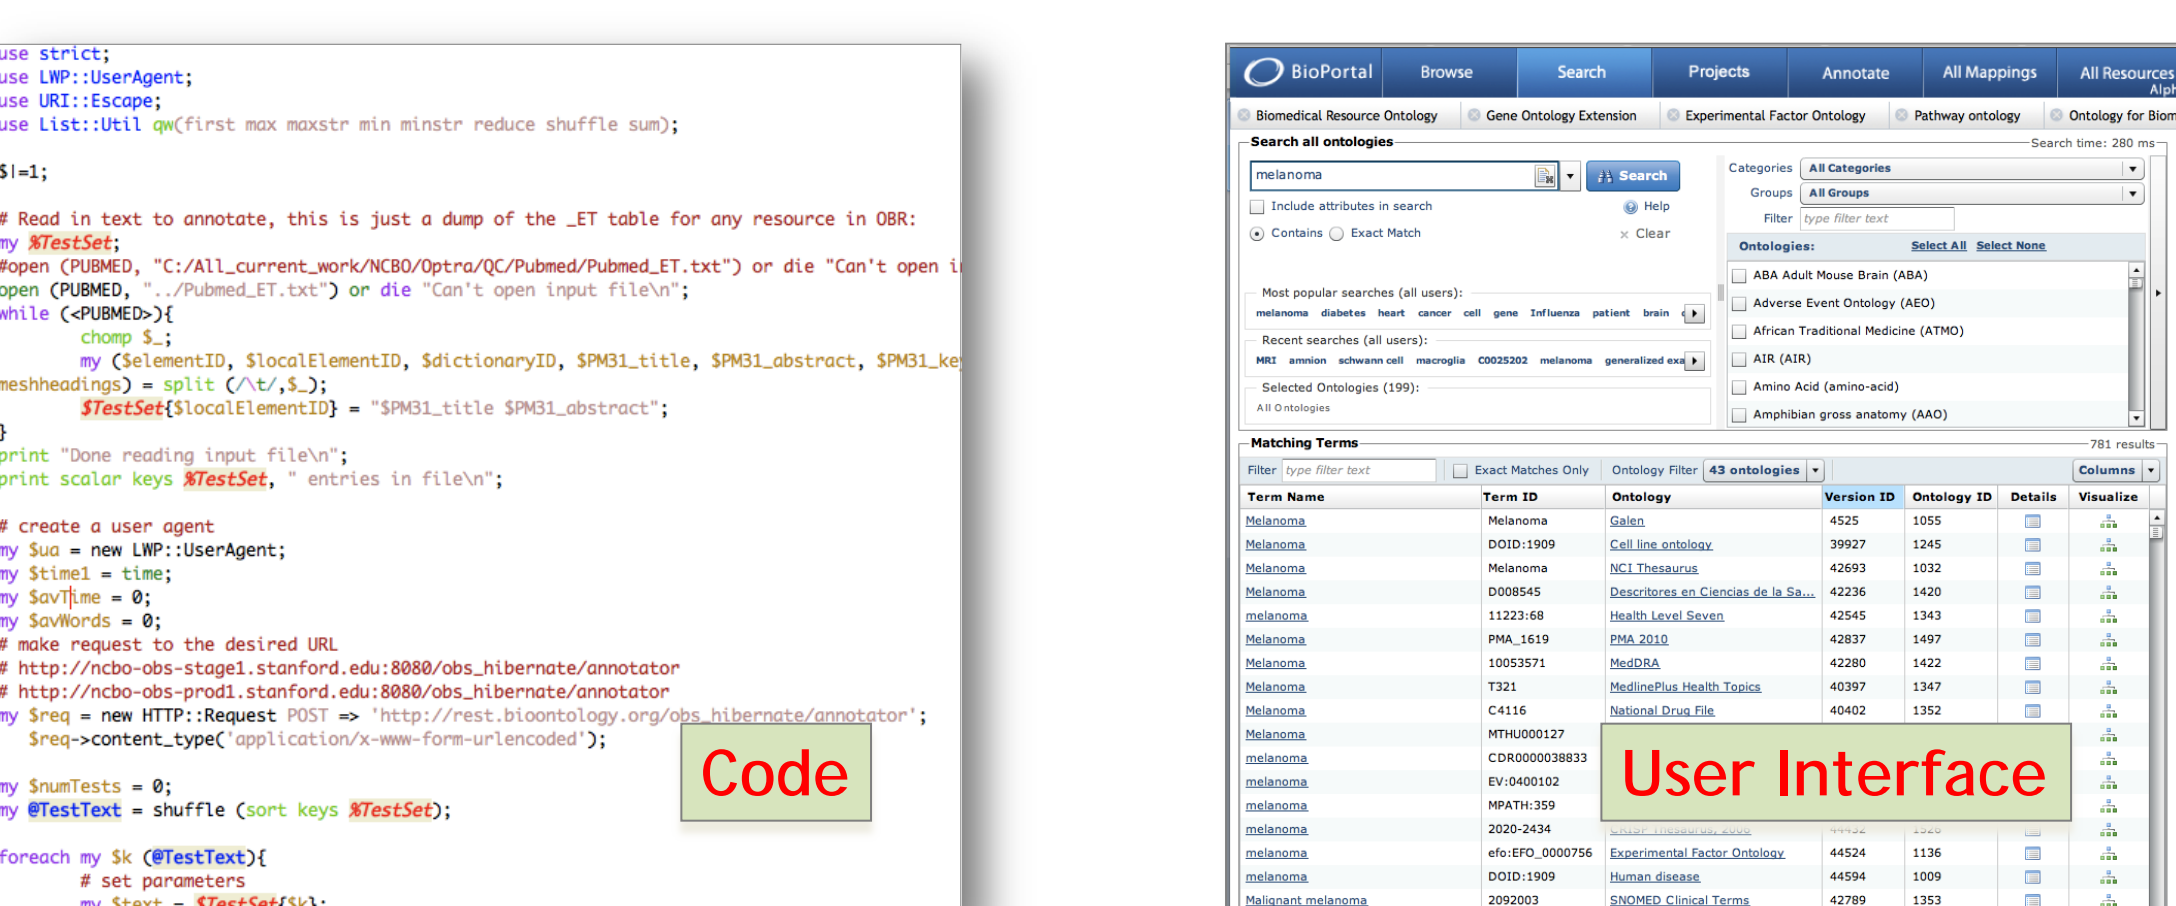 use strict;
use LWP::UserAgent;
use URI::Escape;
use List::Util qw(first max maxstr min minstr reduce shuffle sum);
$|=1;
# Read in text to annotate, this is just a dump of the _ET table for any resource in OBR:
my %TestSet;
#open (PUBMED, "C:/All_current_work/NCBO/Optra/QC/Pubmed/Pubmed_ET.txt") or die "Can't open i
open (PUBMED, "../Pubmed_ET.txt") or die "Can't open input file\n";
while (<PUBMED>){
chomp $_;
my ($elementID, $localElementID, $dictionaryID, $PM31_title, $PM31_abstract, $PM31_ke
meshheadings) = split (/\t/,$_);
$TestSet{$localElementID} = "$PM31_title $PM31_abstract";
}
print "Done reading input file\n";
print scalar keys %TestSet, " entries in file\n";
# create a user agent
my $ua = new LWP::UserAgent;
my $time1 = time;
my $avTime = 0;
my $avWords = 0;
# make request to the desired URL
# http://ncbo-obs-stage1.stanford.edu:8080/obs_hibernate/annotator
# http://ncbo-obs-prod1.stanford.edu:8080/obs_hibernate/annotator
my $req = new HTTP::Request POST => 'http://rest.bioontology.org/obs_hibernate/annotator';
$req->content_type('application/x-www-form-urlencoded');
my $numTests = 0;
my @TestText = shuffle (sort keys %TestSet);
foreach my $k (@TestText){
# set parameters
my $text = $TestSet{$k};
Code
BioPortal Browse Search Projects Annotate All Mappings All Resources
Alph
Biomedical Resource Ontology Gene Ontology Extension Experimental Factor Ontology Pathway ontology Ontology for Biom
Search all ontologies Search time: 280 ms
melanoma Search
Include attributes in search Help
Contains Exact Match Clear
Most popular searches (all users):
melanoma diabetes heart cancer cell gene Influenza patient brain
Recent searches (all users):
MRI amnion schwann cell macroglia C0025202 melanoma generalized exa
Selected Ontologies (199):
All Ontologies
Categories All Categories
Groups All Groups
Filter type filter text
Ontologies: Select All Select None
ABA Adult Mouse Brain (ABA)
Adverse Event Ontology (AEO)
African Traditional Medicine (ATMO)
AIR (AIR)
Amino Acid (amino-acid)
Amphibian gross anatomy (AAO)
Matching Terms 781 results
Filter type filter text Exact Matches Only Ontology Filter 43 ontologies Columns
Term Name Term ID Ontology Version ID Ontology ID Details Visualize
Melanoma Melanoma Galen 4525 1055
Melanoma DOID:1909 Cell line ontology 39927 1245
Melanoma Melanoma NCI Thesaurus 42693 1032
Melanoma D008545 Descritores en Ciencias de la Sa... 42236 1420
melanoma 11223:68 Health Level Seven 42545 1343
Melanoma PMA_1619 PMA 2010 42837 1497
Melanoma 10053571 MedDRA 42280 1422
Melanoma T321 MedlinePlus Health Topics 40397 1347
Melanoma C4116 National Drug File 40402 1352
Melanoma MTHU000127
melanoma CDR0000038833
melanoma EV:0400102
melanoma MPATH:359
melanoma 2020-2434 CRISP Thesaurus, 2006 44432 1526
melanoma efo:EFO_0000756 Experimental Factor Ontology 44524 1136
melanoma DOID:1909 Human disease 44594 1009
Malignant melanoma 2092003 SNOMED Clinical Terms 42789 1353
User Interface